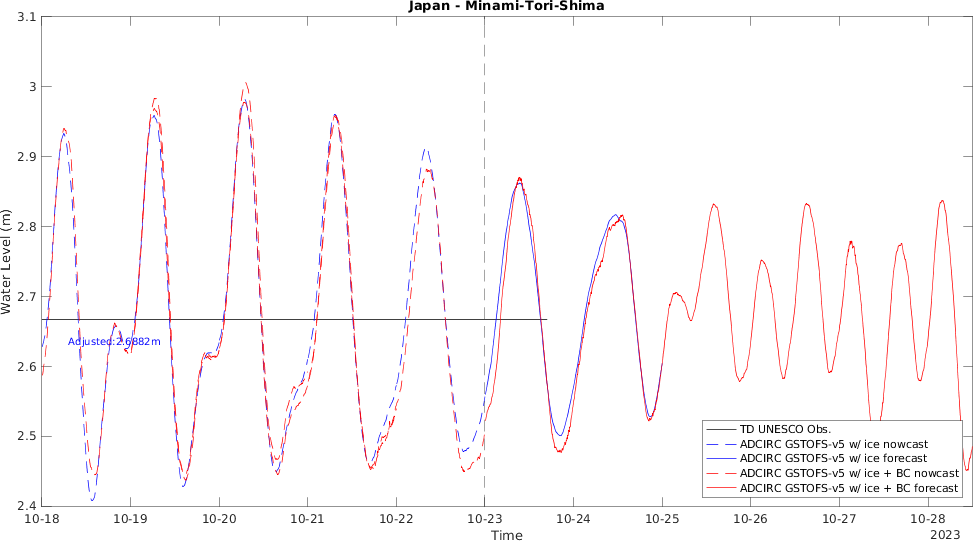 Japan - Minami-Tori-Shima
3.1
3
2.9
2.8
2.7
2.6
2.5
2.4
Water Level (m)
Adjusted:2.6882m
TD UNESCO Obs.
ADCIRC GSTOFS-v5 w/ ice nowcast
ADCIRC GSTOFS-v5 w/ ice forecast
ADCIRC GSTOFS-v5 w/ ice + BC nowcast
ADCIRC GSTOFS-v5 w/ ice + BC forecast
10-18 10-19 10-20 10-21 10-22 10-23 10-24 10-25 10-26 10-27 10-28
2023
Time